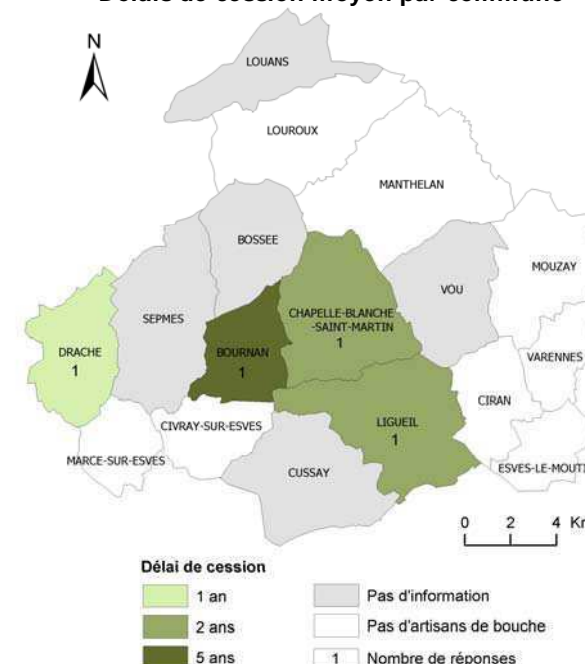 Délais de cession moyen par commune
N
LOUANS
LOUROUX
MANTHELAN
BOSSEE
MOUZAY
VOU
SEPMES
CHAPELLE-BLANCHE
-SAINT-MARTIN
1
DRACHE
1
BOURNAN
1
VARENNES
CIRAN
LIGUEIL
1
CIVRAY-SUR-ESVES
MARCE-SUR-ESVES
CUSSAY
ESVES-LE-MOUTI
0 2 4 Km
Délai de cession
1 an
Pas d'information
2 ans
Pas d'artisans de bouche
5 ans
1 Nombre de réponses